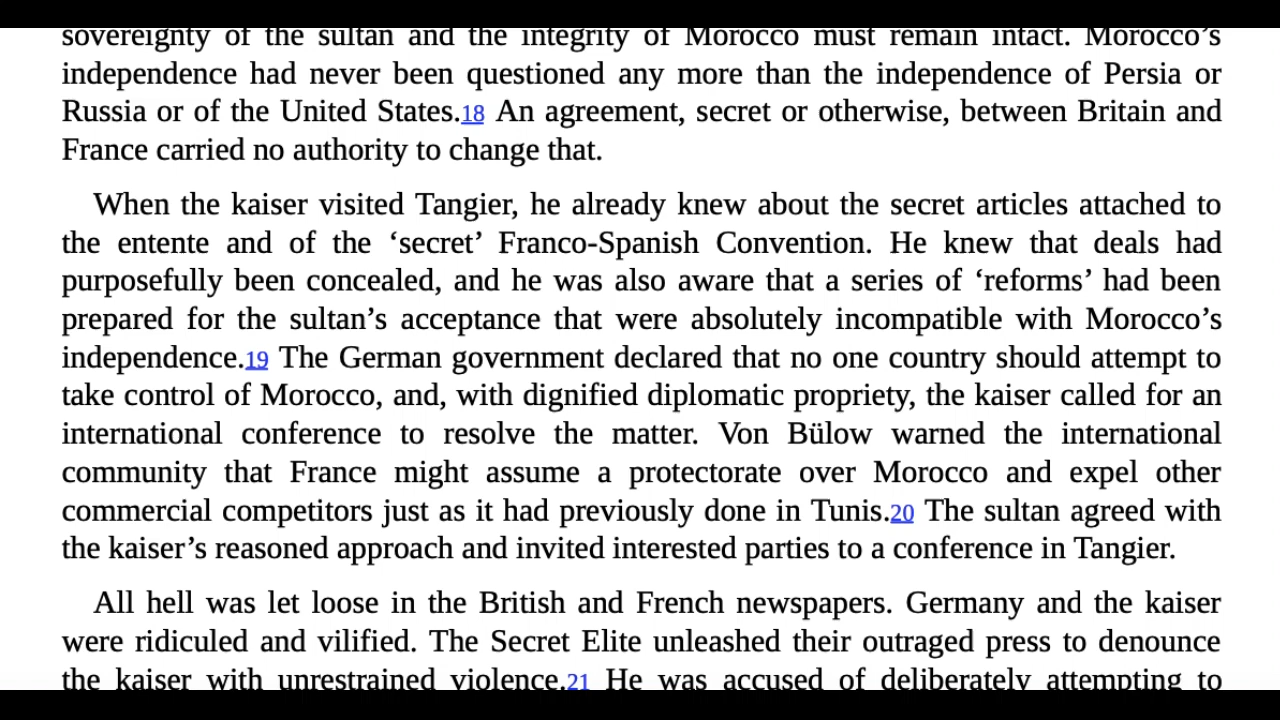 sovereignty of the sultan and the integrity of Morocco must remain intact. Morocco’s
independence had never been questioned any more than the independence of Persia or
Russia or of the United States.18 An agreement, secret or otherwise, between Britain and
France carried no authority to change that.
When the kaiser visited Tangier, he already knew about the secret articles attached to
the entente and of the ‘secret’ Franco-Spanish Convention. He knew that deals had
purposefully been concealed, and he was also aware that a series of ‘reforms’ had been
prepared for the sultan’s acceptance that were absolutely incompatible with Morocco’s
independence.19 The German government declared that no one country should attempt to
take control of Morocco, and, with dignified diplomatic propriety, the kaiser called for an
international conference to resolve the matter. Von Bülow warned the international
community that France might assume a protectorate over Morocco and expel other
commercial competitors just as it had previously done in Tunis.20 The sultan agreed with
the kaiser’s reasoned approach and invited interested parties to a conference in Tangier.
All hell was let loose in the British and French newspapers. Germany and the kaiser
were ridiculed and vilified. The Secret Elite unleashed their outraged press to denounce
the kaiser with unrestrained violence.21 He was accused of deliberately attempting to